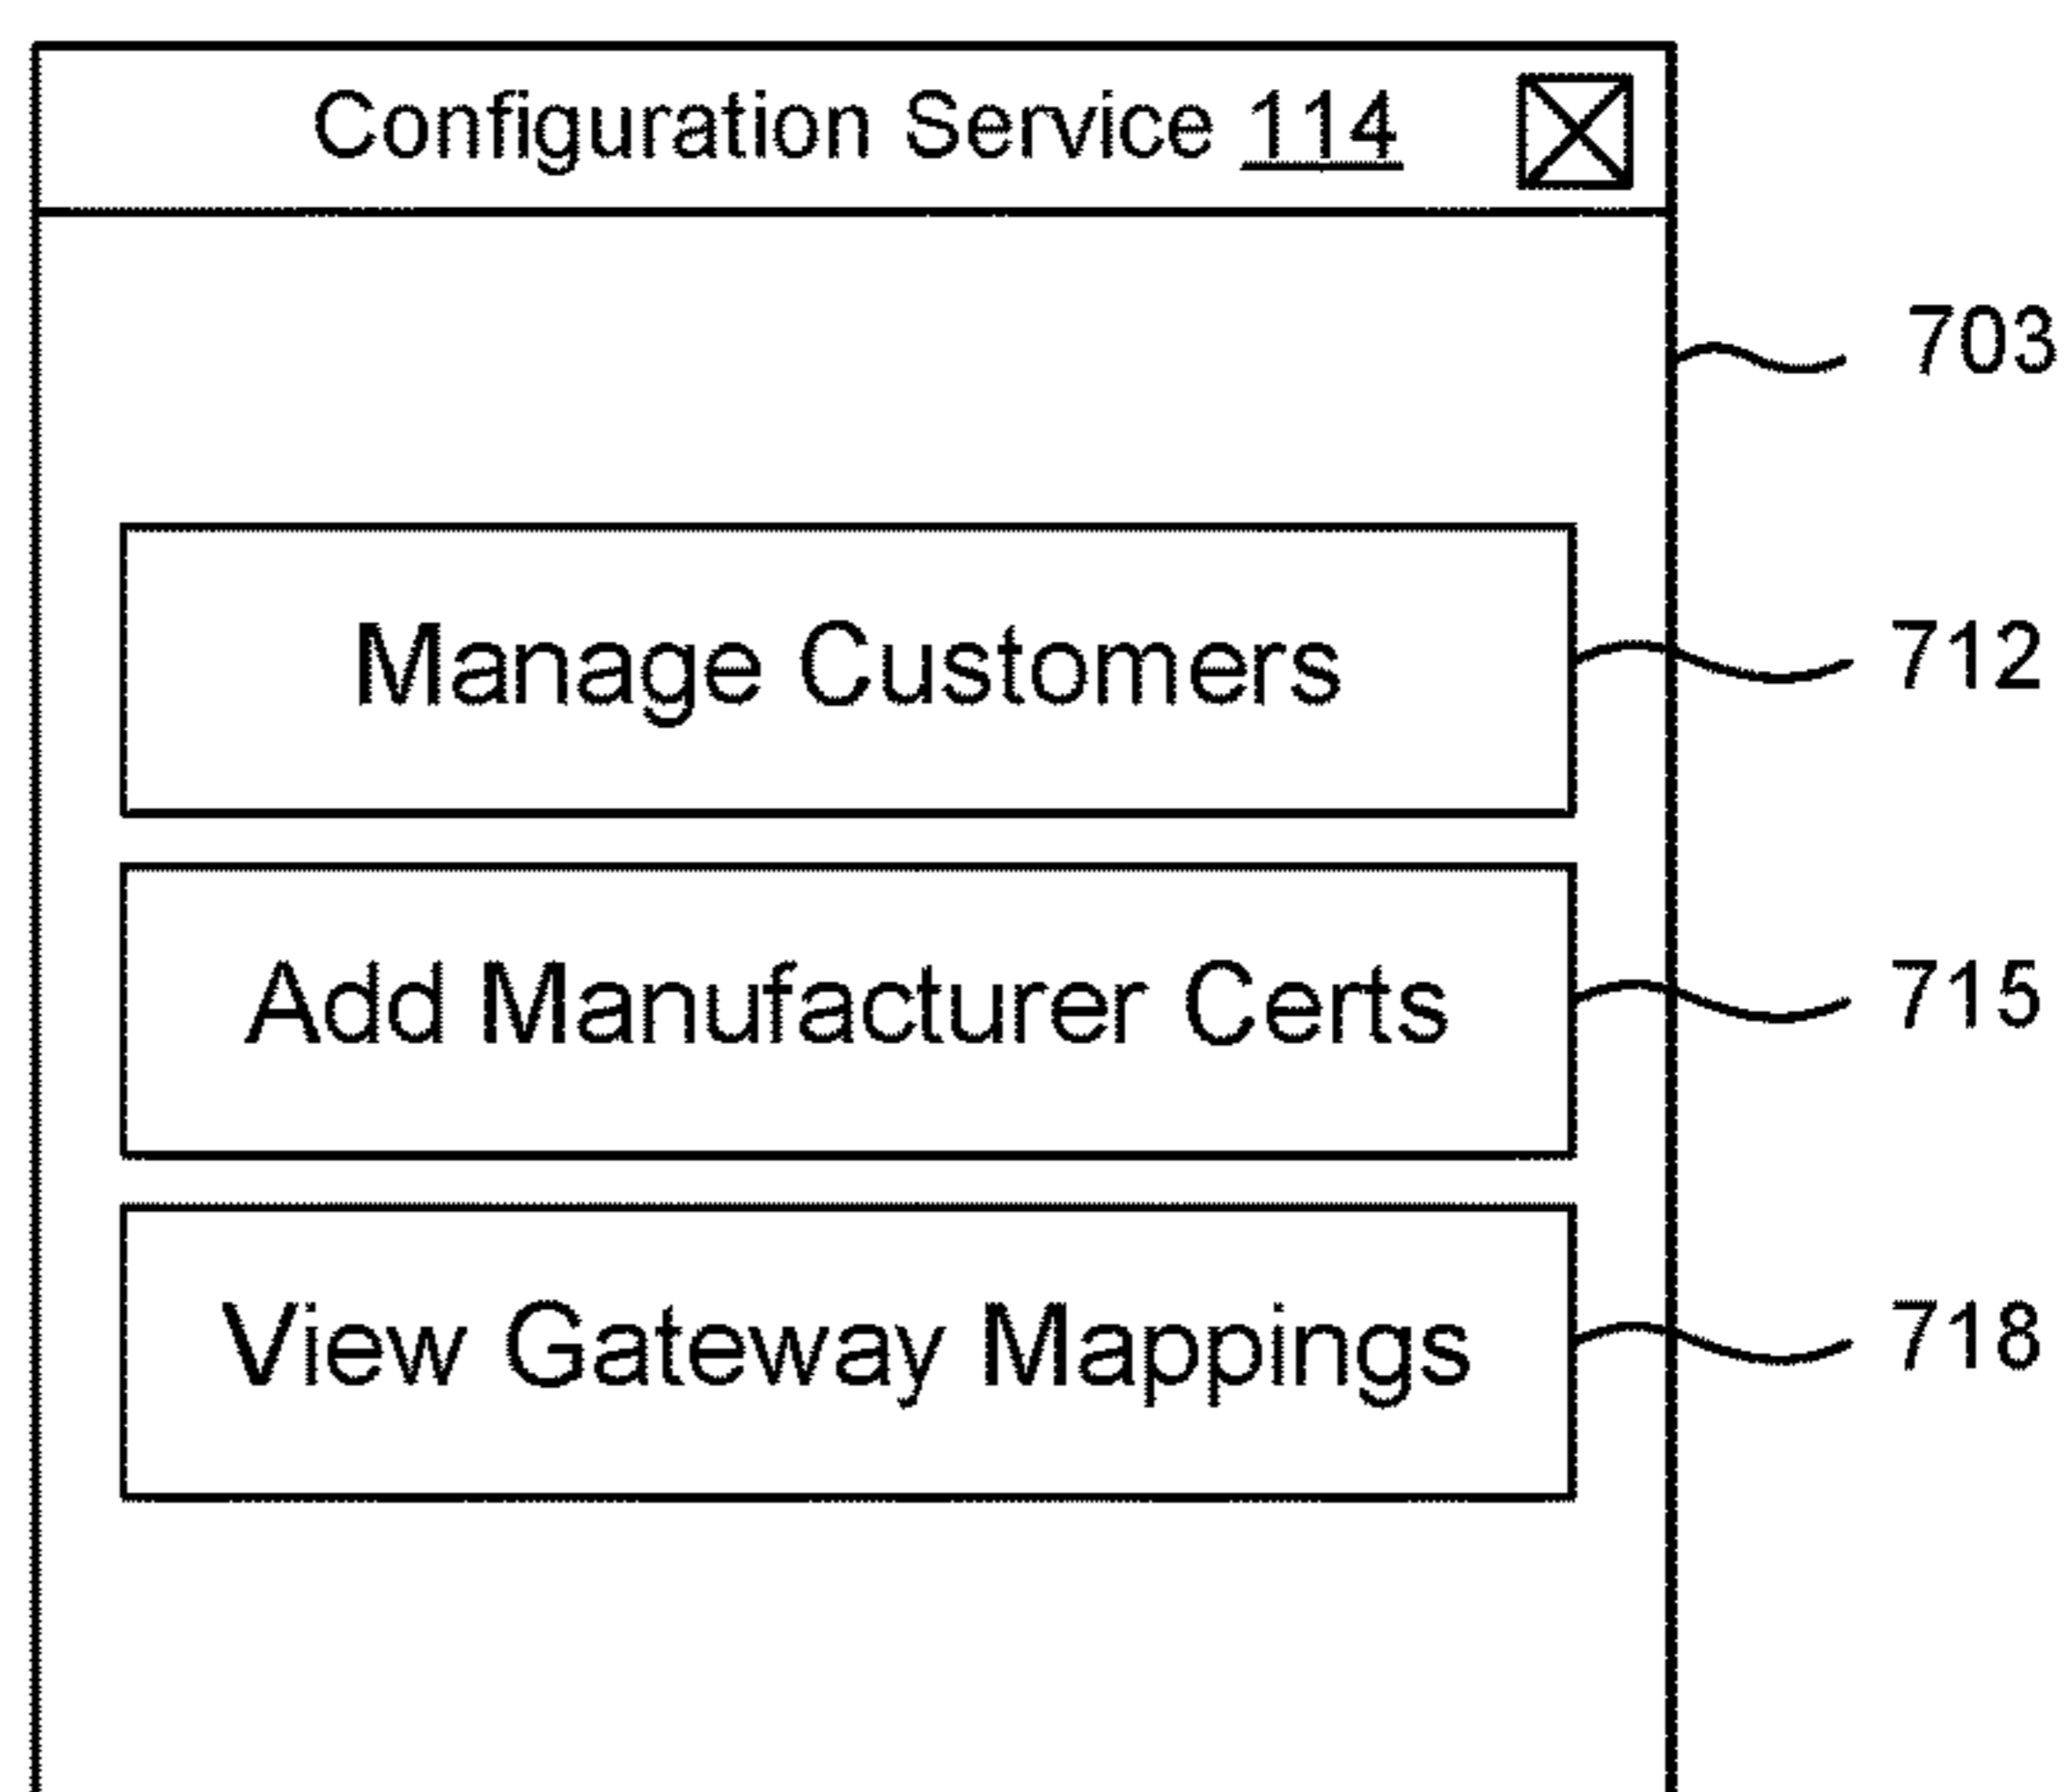 Configuration Service 114
703
Manage Customers
712
Add Manufacturer Certs
715
View Gateway Mappings
718